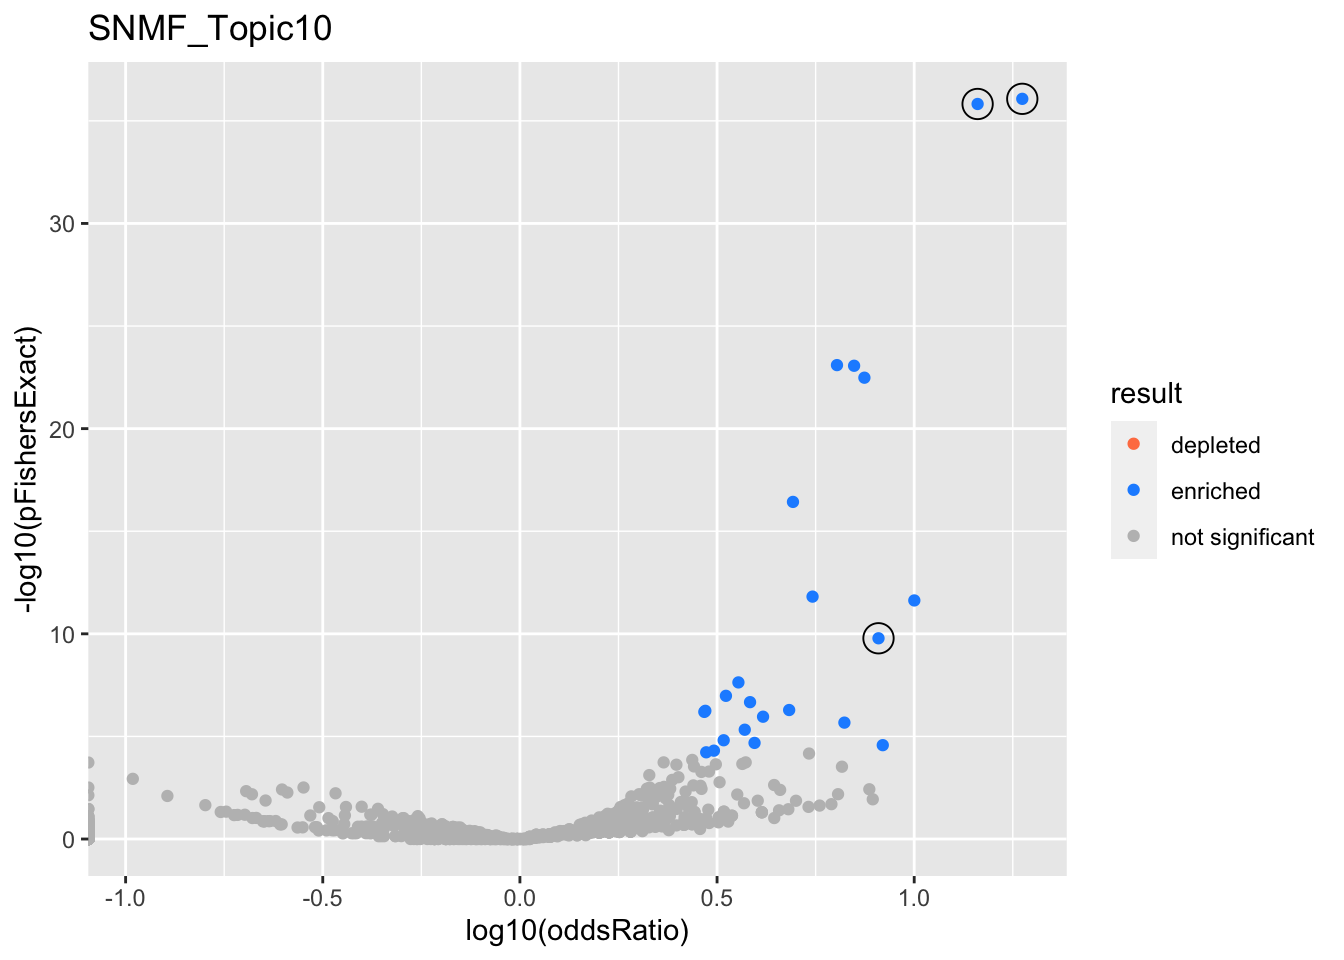 SNMF_Topic10
-log10(pFishersExact)
30
20
10
0
-1.0 -0.5 0.0 0.5 1.0
log10(oddsRatio)
result
depleted
enriched
not significant